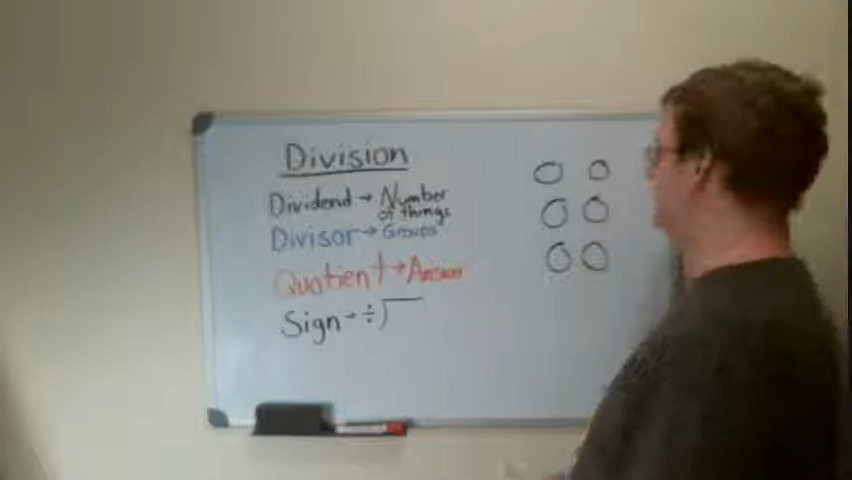 Division
Dividend → Number
of things
Divisor → Groups
Quotient → Answer
Sign → ÷ ⟌